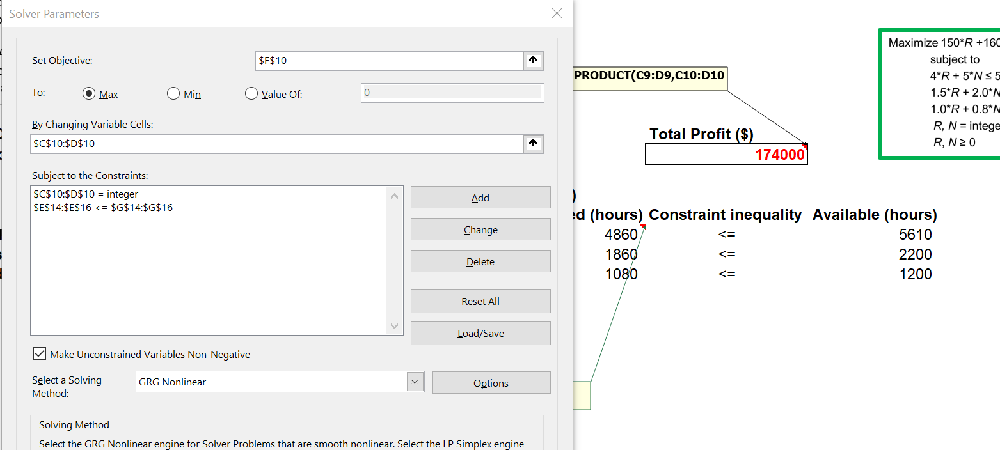 Solver Parameters
Set Objective:
$F$10
To:
Max
Min
Value Of:
0
By Changing Variable Cells:
$C$10:$D$10
Subject to the Constraints:
$C$10:$D$10 = integer
$E$14:$E$16 <= $G$14:$G$16
Add
Change
Delete
Reset All
Load/Save
Make Unconstrained Variables Non-Negative
Select a Solving
Method:
GRG Nonlinear
Options
Solving Method
Select the GRG Nonlinear engine for Solver Problems that are smooth nonlinear. Select the LP Simplex engine
PRODUCT(C9:D9,C10:D10
Total Profit ($)
174000
Maximize 150*R +160
subject to
4*R + 5*N ≤ 5
1.5*R + 2.0*N
1.0*R + 0.8*N
R, N = intege
R, N ≥ 0
)
ed (hours) Constraint inequality Available (hours)
4860 <= 5610
1860 <= 2200
1080 <= 1200